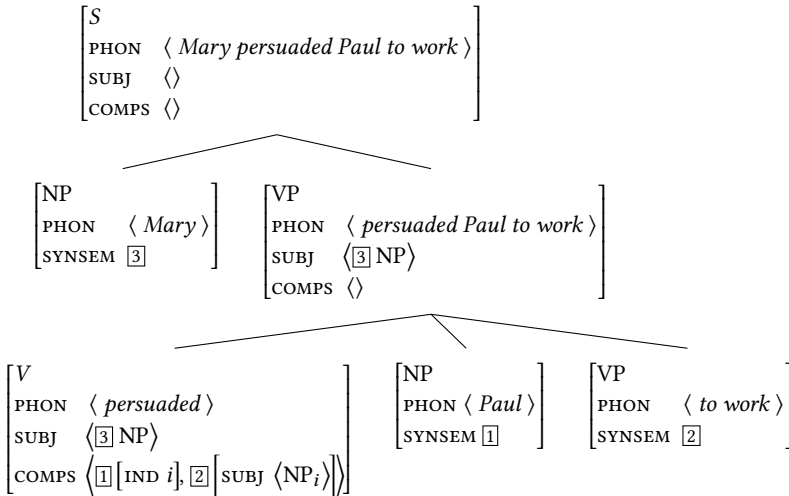 S
PHON ⟨ Mary persuaded Paul to work ⟩
SUBJ ⟨⟩
COMPS ⟨⟩
NP
PHON ⟨ Mary ⟩
SYNSEM 3
VP
PHON ⟨ persuaded Paul to work ⟩
SUBJ ⟨3 NP⟩
COMPS ⟨⟩
V
PHON ⟨ persuaded ⟩
SUBJ ⟨3 NP⟩
COMPS ⟨1[IND i], 2[SUBJ ⟨NPi⟩]⟩
NP
PHON ⟨ Paul ⟩
SYNSEM 1
VP
PHON ⟨ to work ⟩
SYNSEM 2